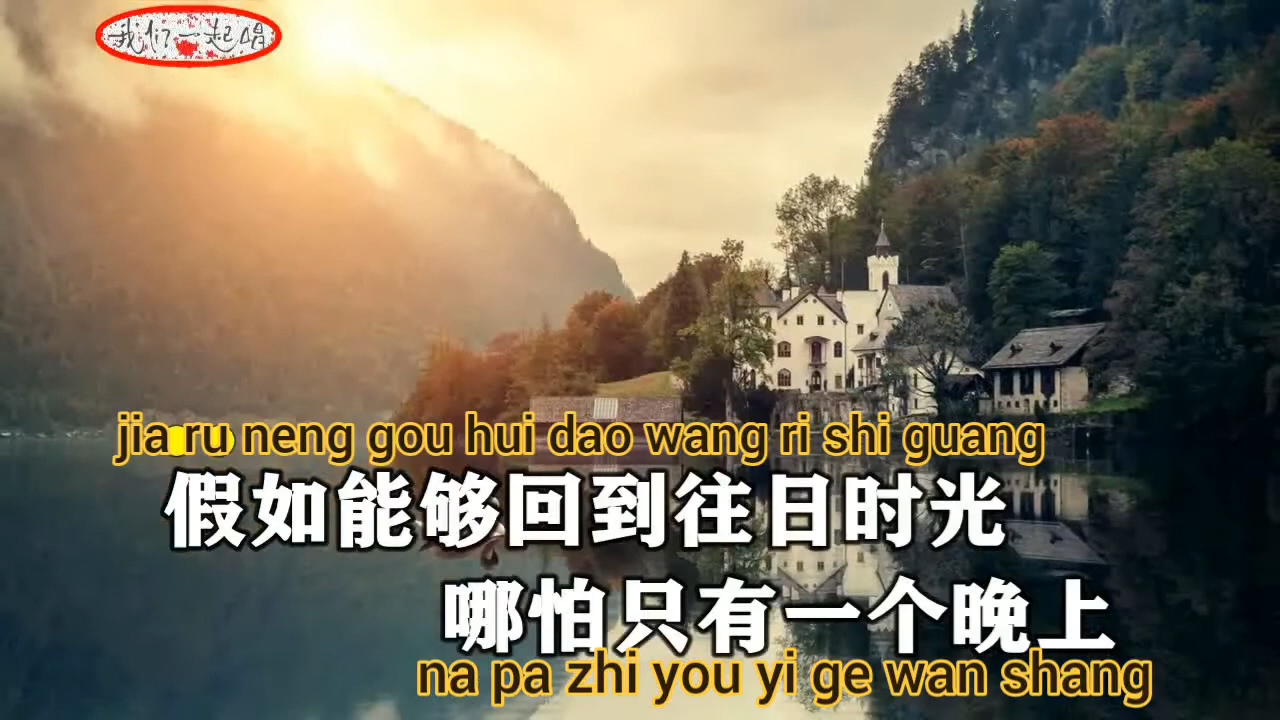 我们一起唱
jia ru neng gou hui dao wang ri shi guang
假如能够回到往日时光
哪怕只有一个晚上
na pa zhi you yi ge wan shang